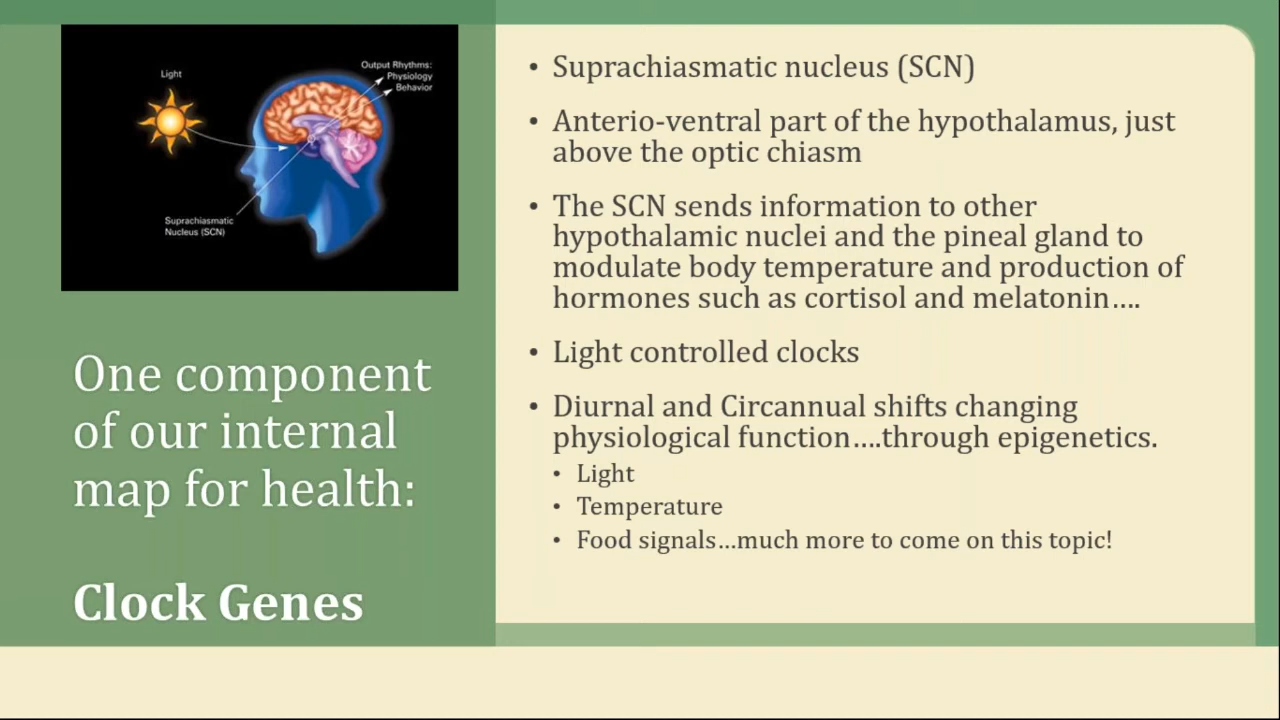 Light
Output Rhythms:
Physiology
Behavior
Suprachiasmatic
Nucleus (SCN)
One component
of our internal
map for health:
Clock Genes
• Suprachiasmatic nucleus (SCN)
• Anterio-ventral part of the hypothalamus, just
above the optic chiasm
• The SCN sends information to other
hypothalamic nuclei and the pineal gland to
modulate body temperature and production of
hormones such as cortisol and melatonin….
• Light controlled clocks
• Diurnal and Circannual shifts changing
physiological function….through epigenetics.
• Light
• Temperature
• Food signals…much more to come on this topic!